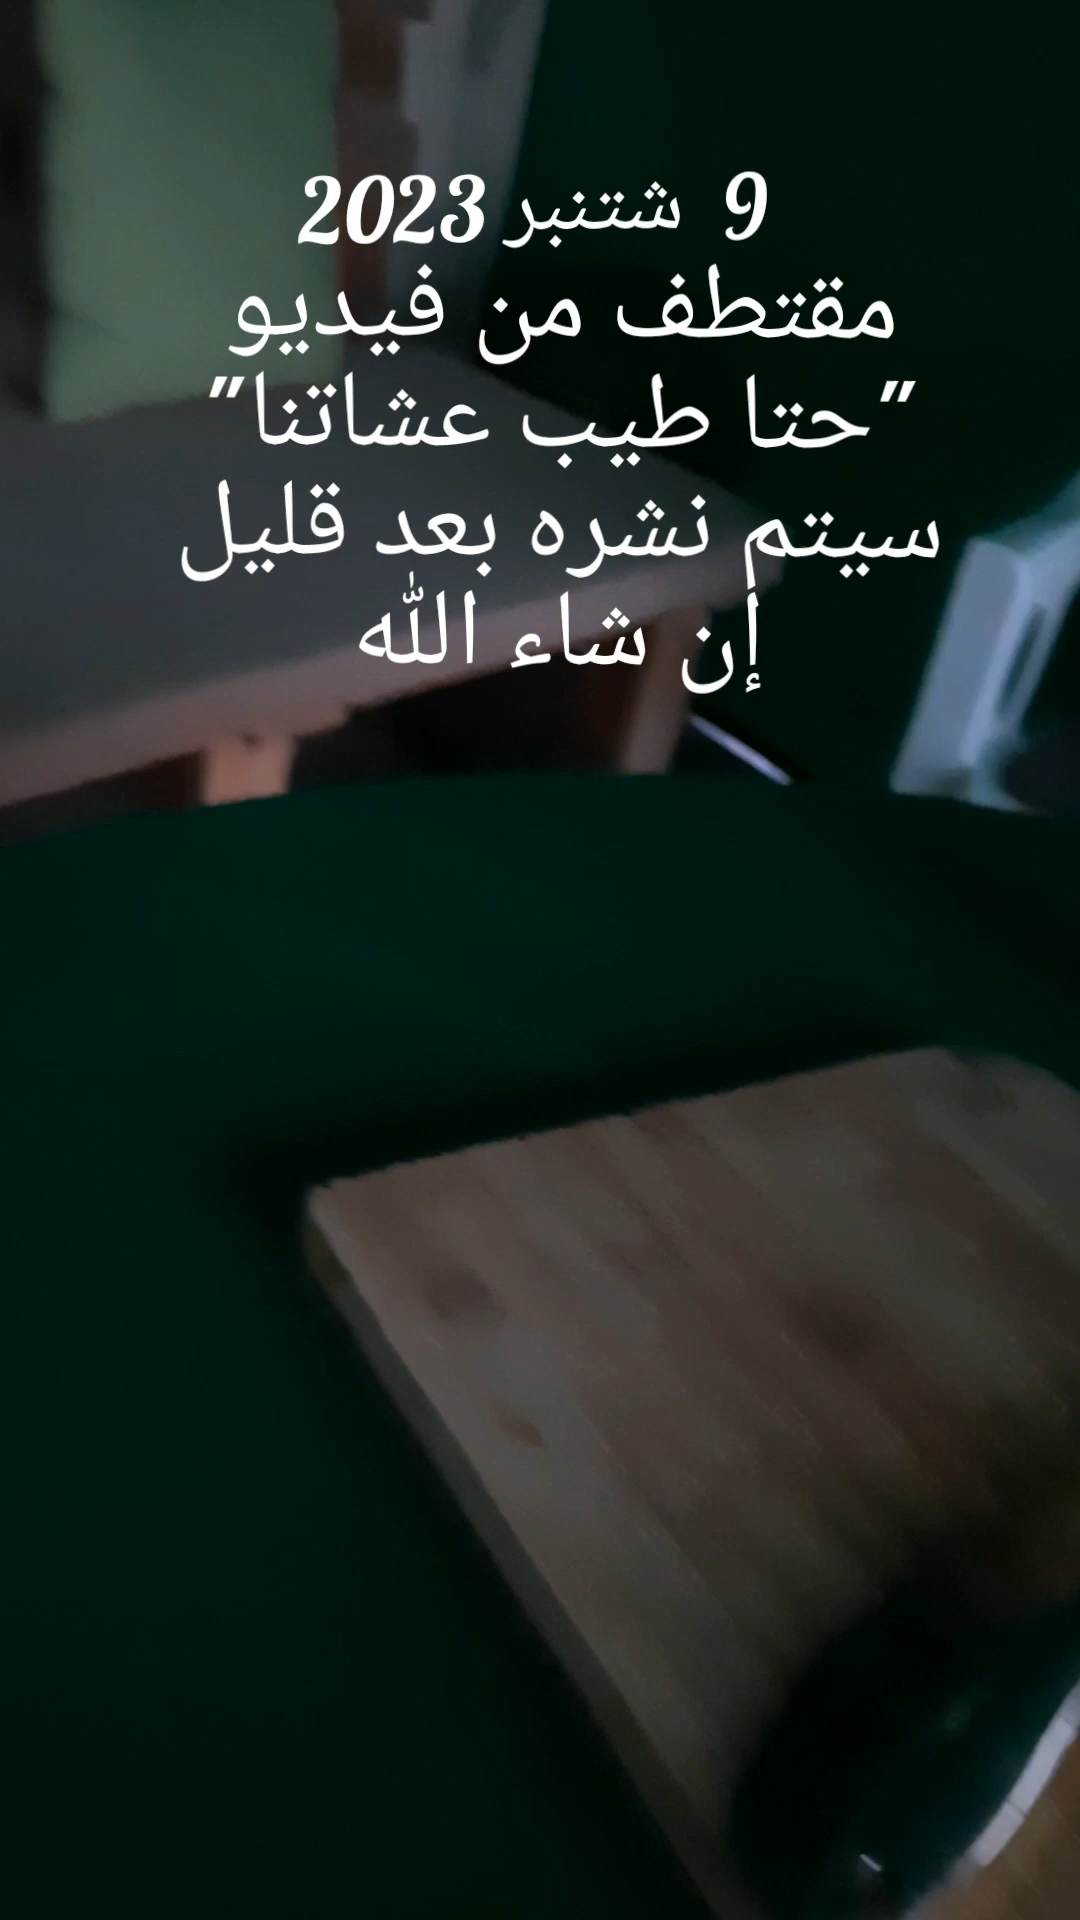 9 شتنبر 2023
مقتطف من فيديو
"حتا طيب عشاتنا"
سيتم نشره بعد قليل
إن شاء الله